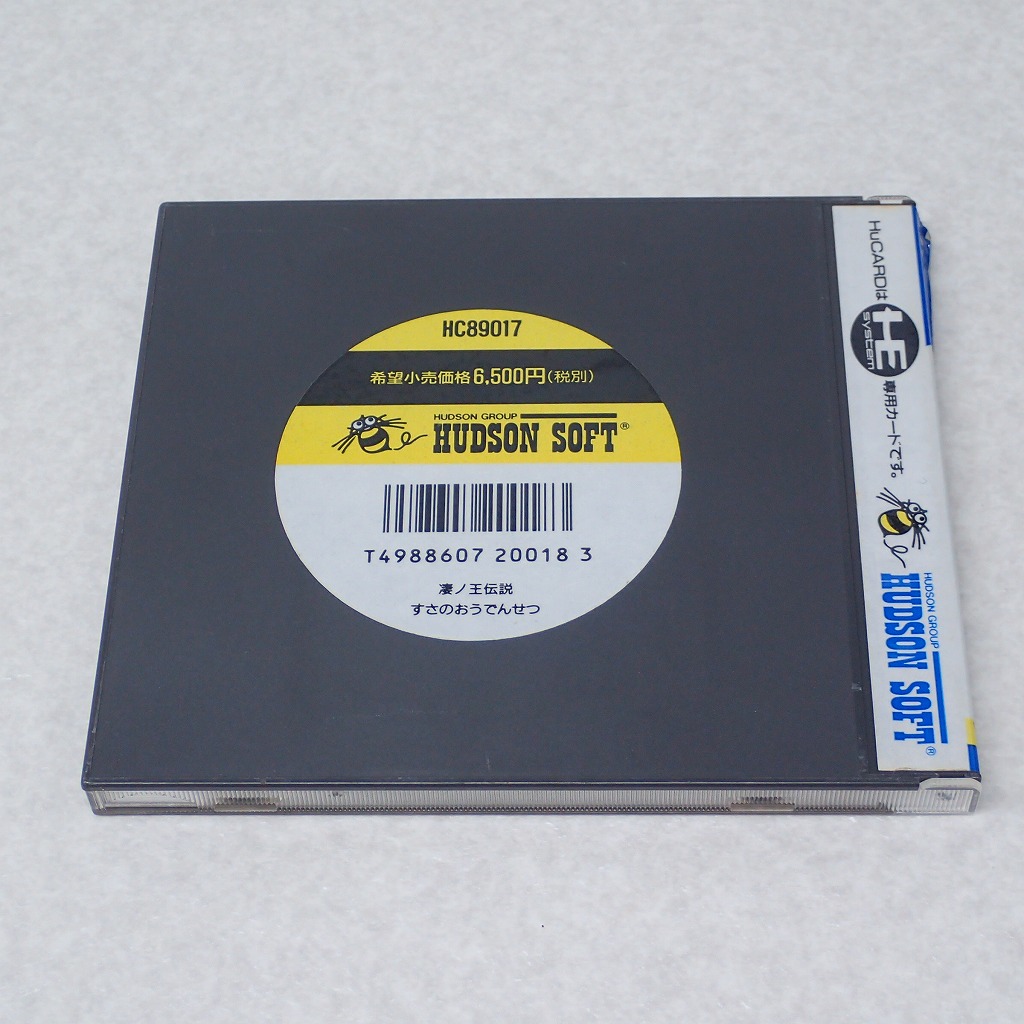 HC89017
希望小売価格6,500円(税別)
HUDSON GROUP
HUDSON SOFT®
T4988607 20018 3
凄ノ王伝説
すさのおうでんせつ
HuCARDは HE system 専用カードです。
HUDSON GROUP
HUDSON SOFT®